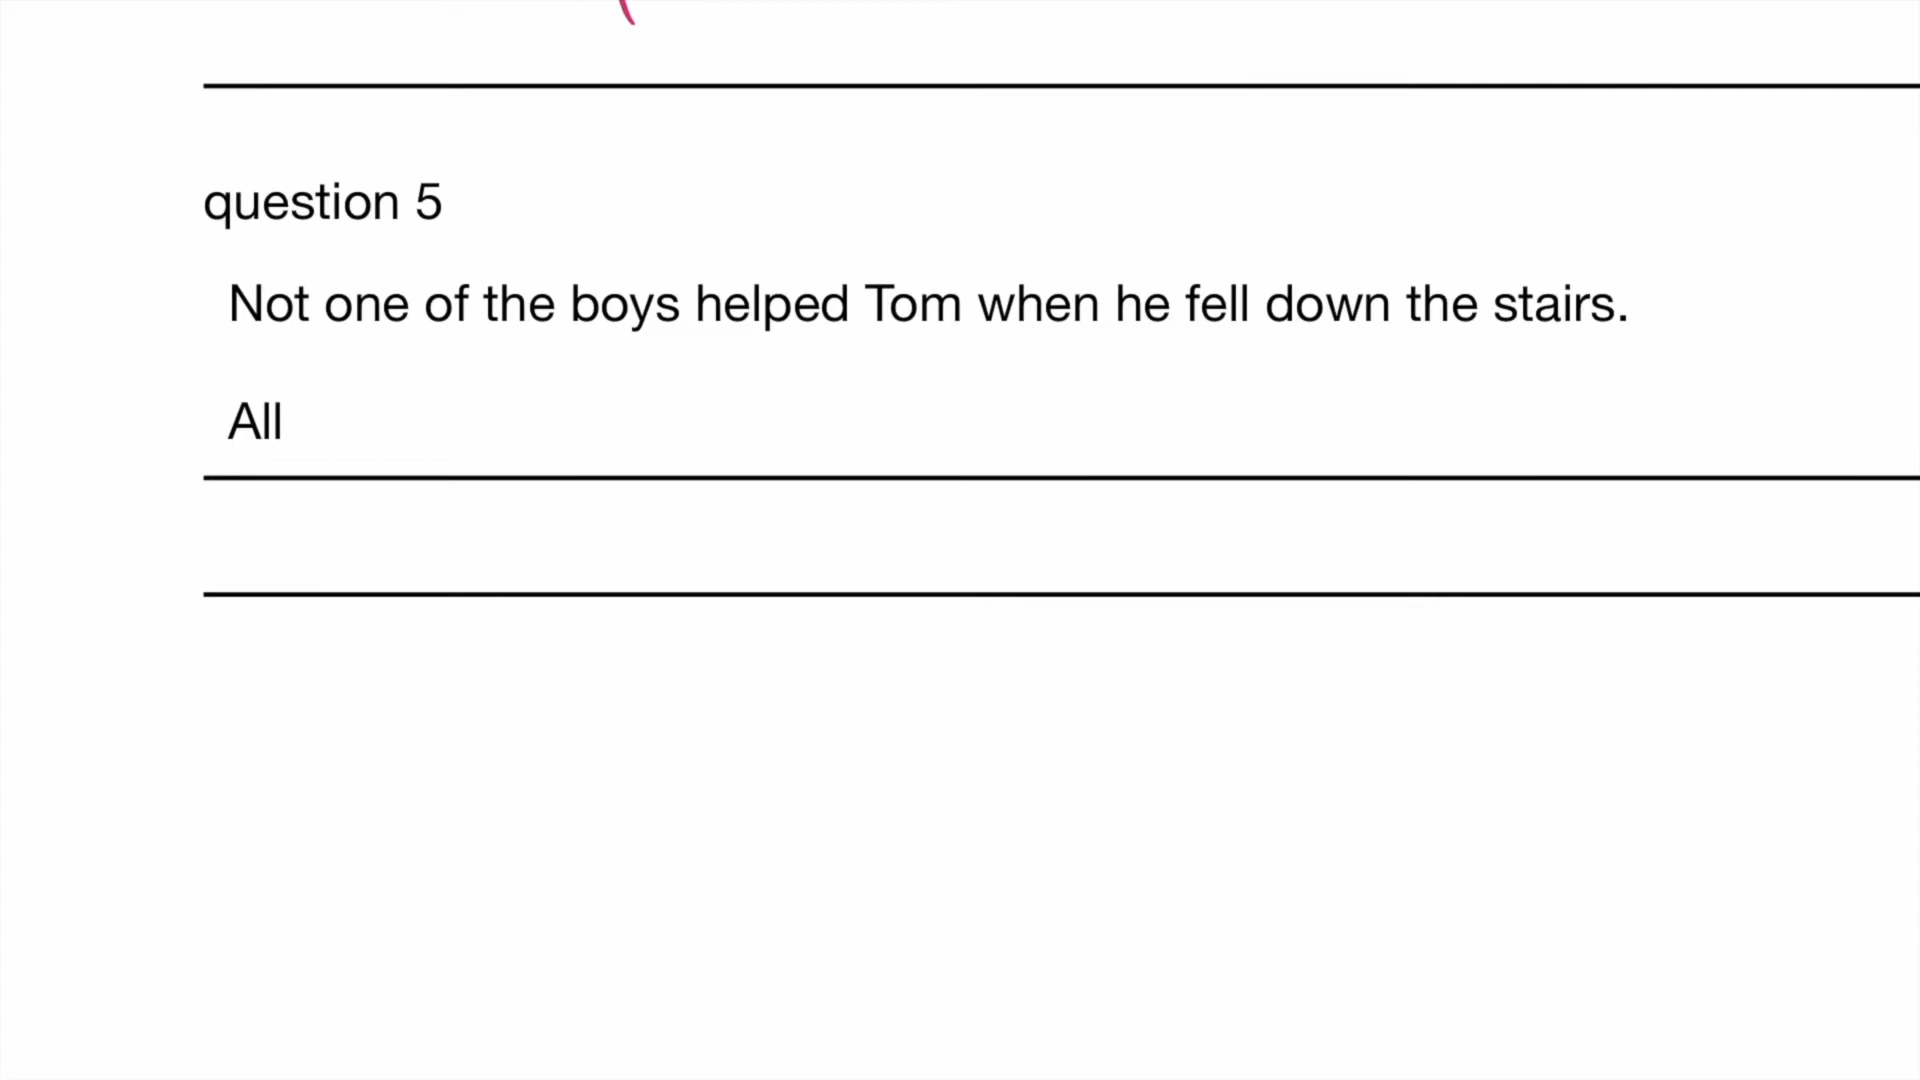 question 5
Not one of the boys helped Tom when he fell down the stairs.
All